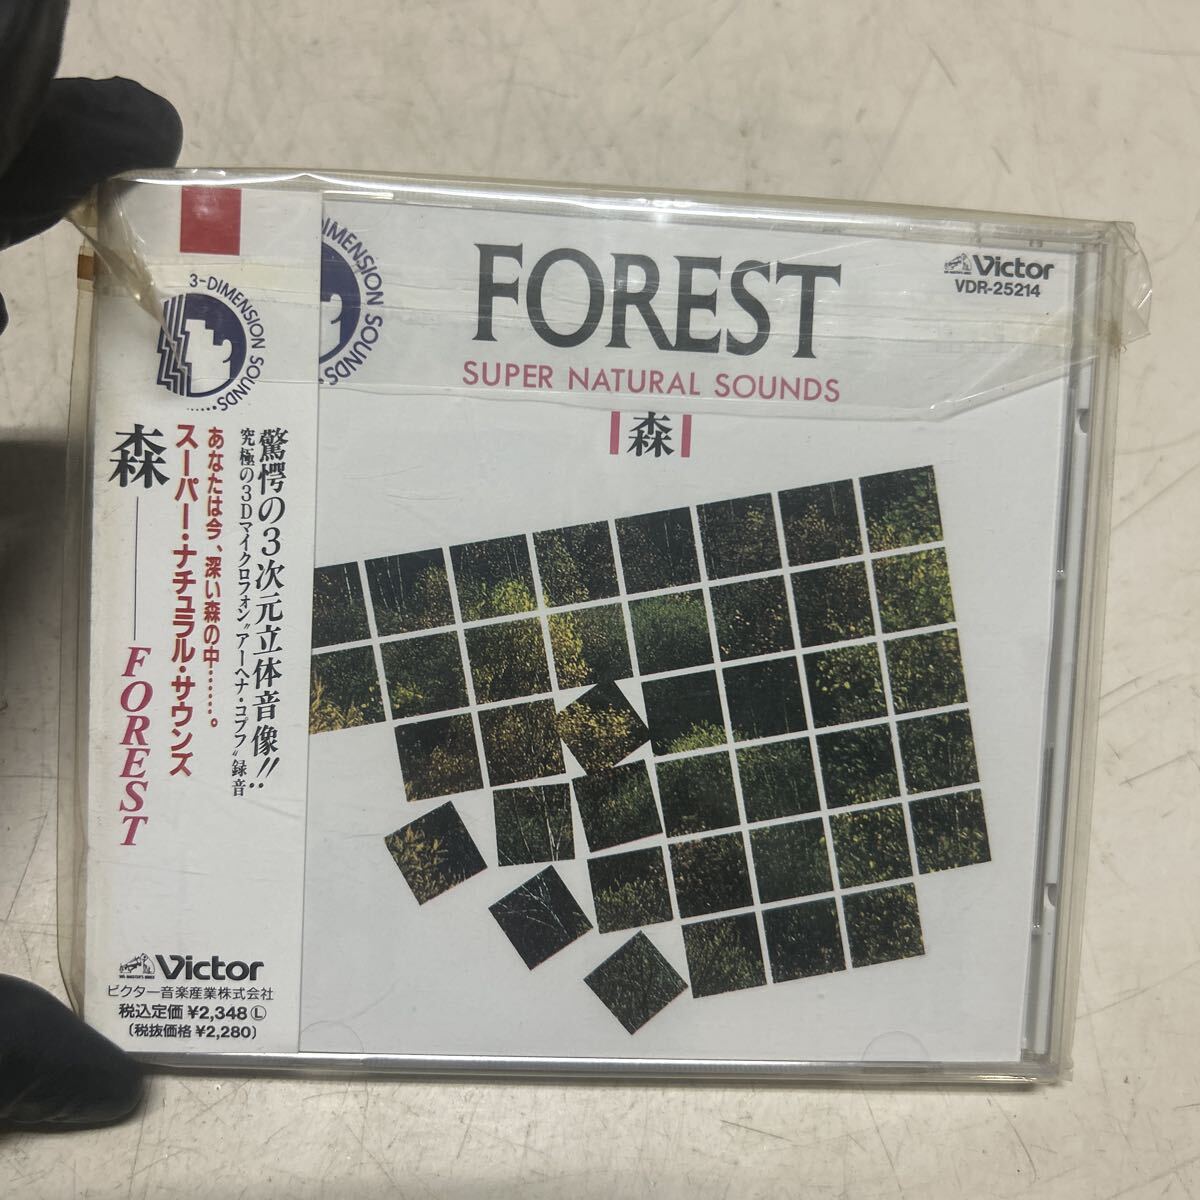 3-DIMENSION SOUNDS
驚愕の3次元立体音像!!
究極の3Dマイクロフォン"アーヘナ・コプフ"録音
あなたは今、深い森の中……。
スーパー・ナチュラル・サウンズ
森——FOREST
Victor
ビクター音楽産業株式会社
税込定価 ¥2,348 Ⓛ
(税抜価格 ¥2,280)
NMENSION SOUNDS
FOREST
SUPER NATURAL SOUNDS
森
Victor
VDR-25214